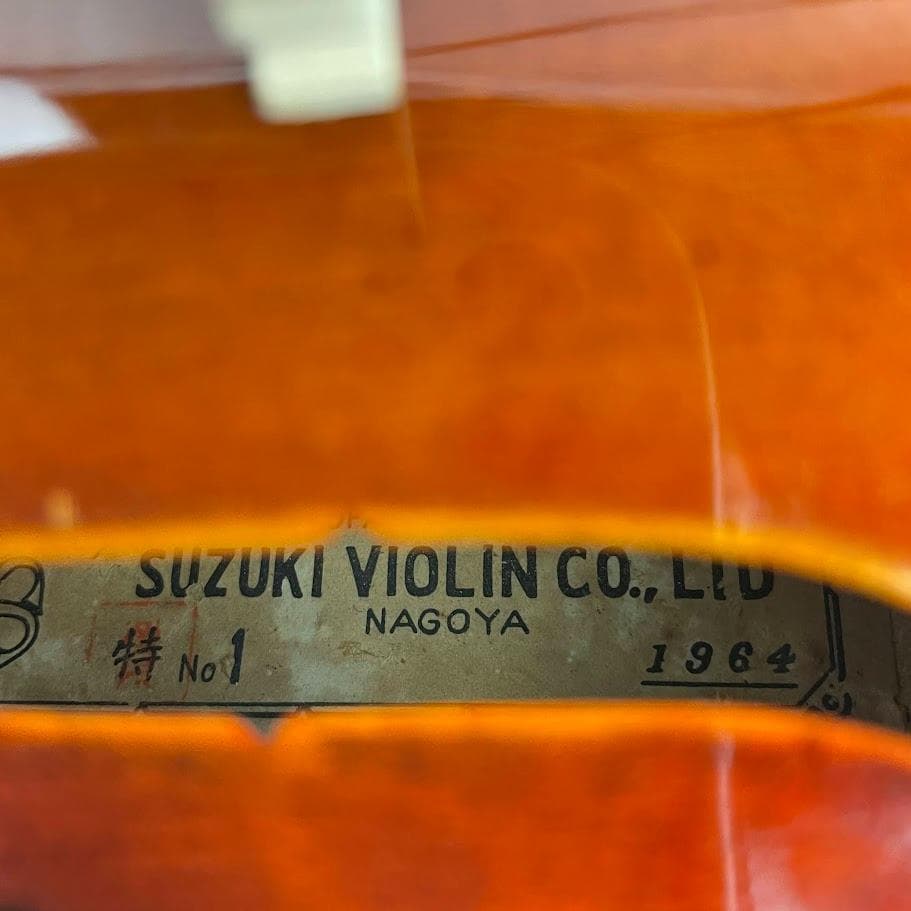 SUZUKI VIOLIN CO., LTD
NAGOYA
特 No 1
1964